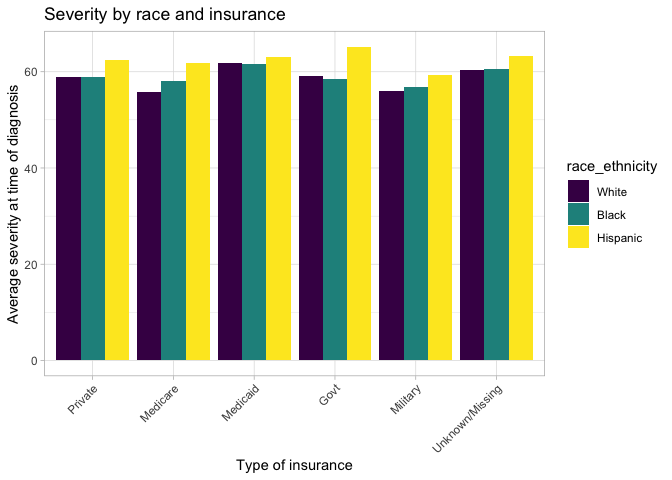 Severity by race and insurance
Average severity at time of diagnosis
60
40
20
0
Private
Medicare
Medicaid
Govt
Military
Unknown/Missing
Type of insurance
race_ethnicity
White
Black
Hispanic